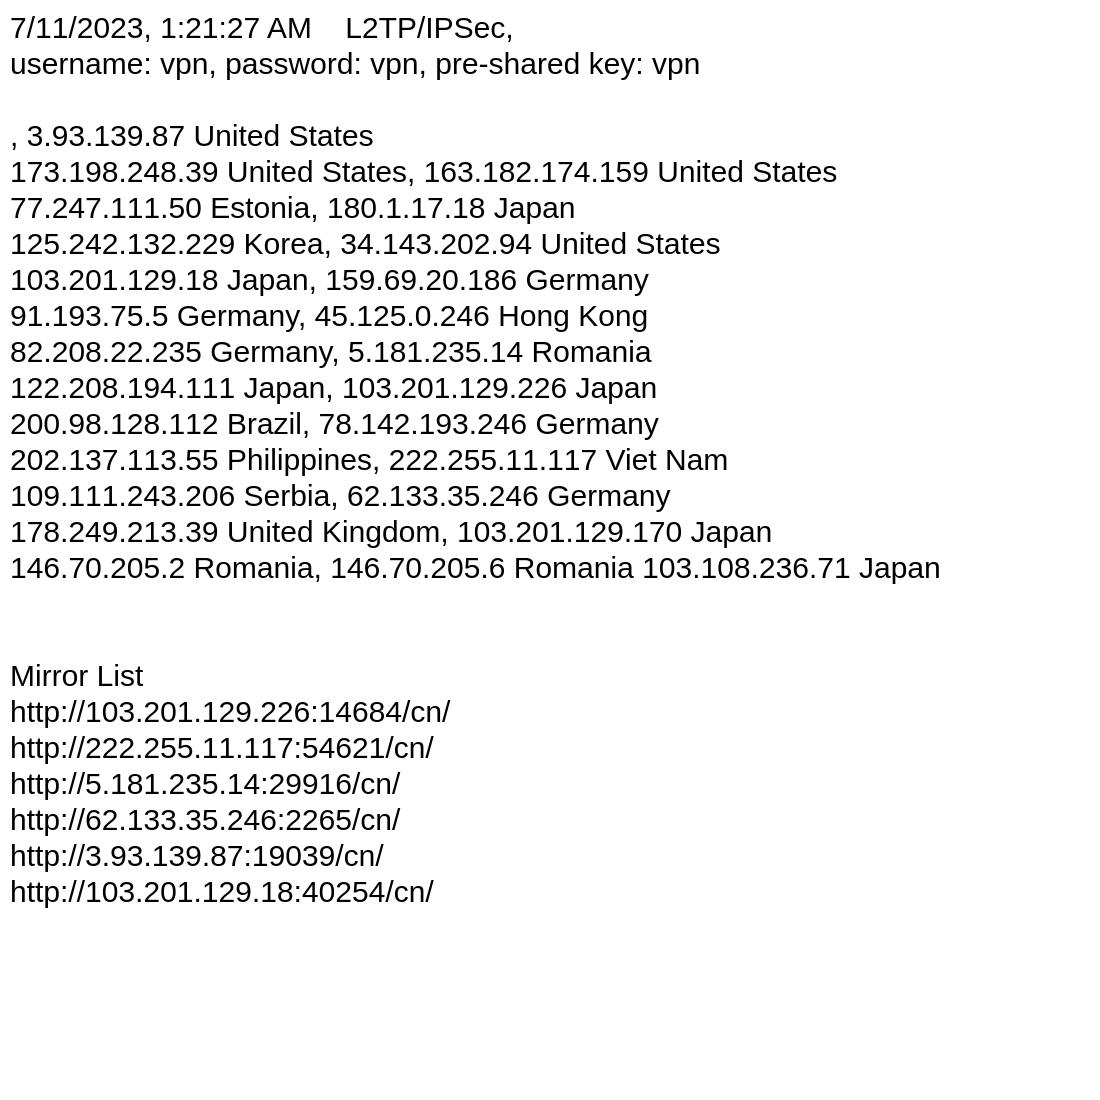 7/11/2023, 1:21:27 AM    L2TP/IPSec,
username: vpn, password: vpn, pre-shared key: vpn
, 3.93.139.87 United States
173.198.248.39 United States, 163.182.174.159 United States
77.247.111.50 Estonia, 180.1.17.18 Japan
125.242.132.229 Korea, 34.143.202.94 United States
103.201.129.18 Japan, 159.69.20.186 Germany
91.193.75.5 Germany, 45.125.0.246 Hong Kong
82.208.22.235 Germany, 5.181.235.14 Romania
122.208.194.111 Japan, 103.201.129.226 Japan
200.98.128.112 Brazil, 78.142.193.246 Germany
202.137.113.55 Philippines, 222.255.11.117 Viet Nam
109.111.243.206 Serbia, 62.133.35.246 Germany
178.249.213.39 United Kingdom, 103.201.129.170 Japan
146.70.205.2 Romania, 146.70.205.6 Romania 103.108.236.71 Japan
Mirror List
http://103.201.129.226:14684/cn/
http://222.255.11.117:54621/cn/
http://5.181.235.14:29916/cn/
http://62.133.35.246:2265/cn/
http://3.93.139.87:19039/cn/
http://103.201.129.18:40254/cn/